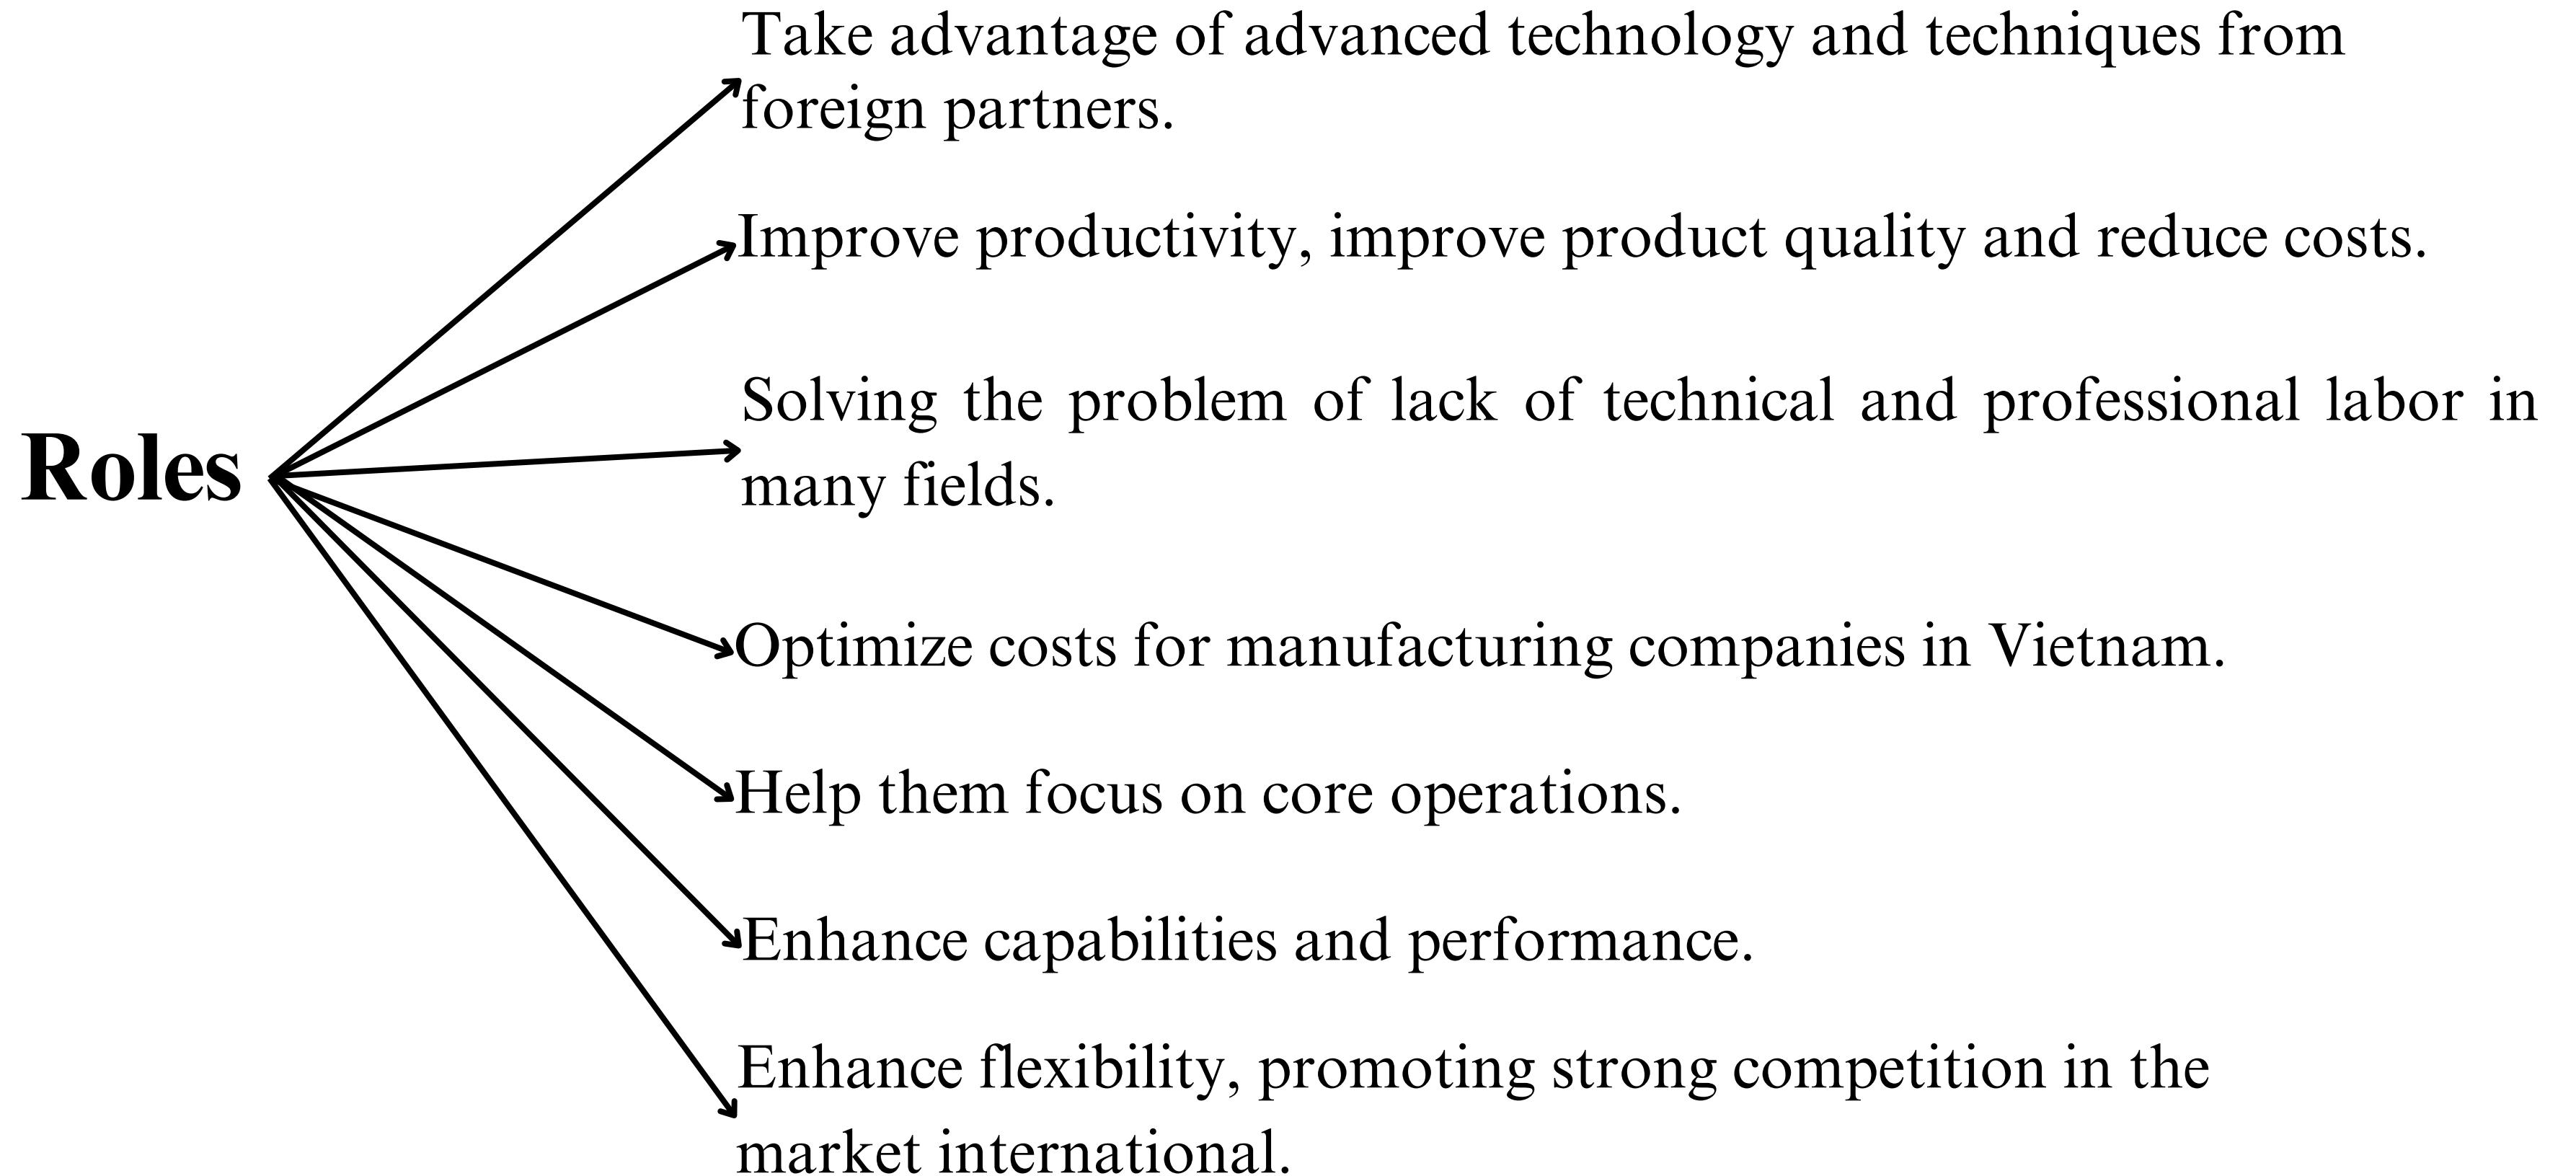 Take advantage of advanced technology and techniques from
foreign partners.
Improve productivity, improve product quality and reduce costs.
Solving the problem of lack of technical and professional labor in
many fields.
Roles
Optimize costs for manufacturing companies in Vietnam.
Help them focus on core operations.
Enhance capabilities and performance.
Enhance flexibility, promoting strong competition in the
market international.